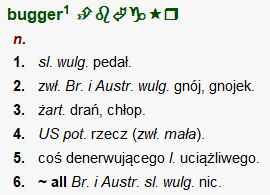 bugger¹
n.
1. sl. wulg. pedał.
2. zwł. Br. i Austr. wulg. gnój, gnojek.
3. żart. drań, chłop.
4. US pot. rzecz (zwł. mała).
5. coś denerwującego l. uciążliwego.
6. ~ all Br. i Austr. sl. wulg. nic.